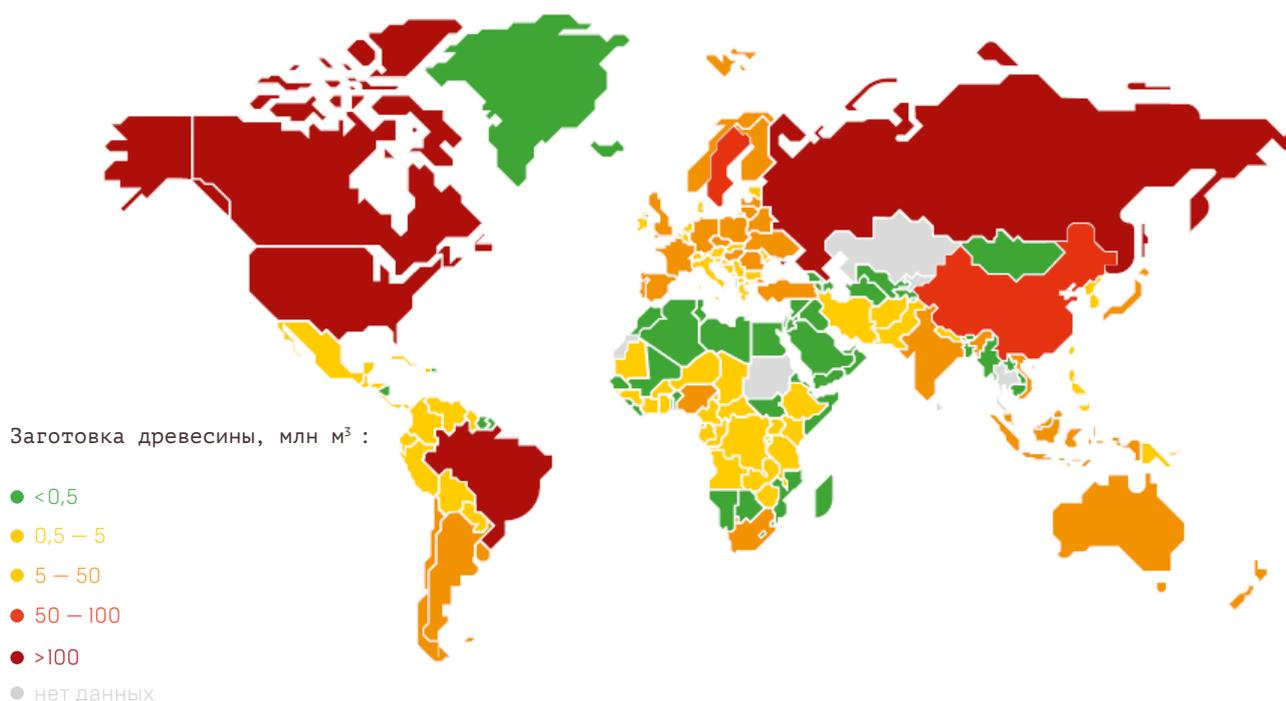 Заготовка древесины, млн м³ :
<0,5
0,5 — 5
5 — 50
50 — 100
>100
нет данных